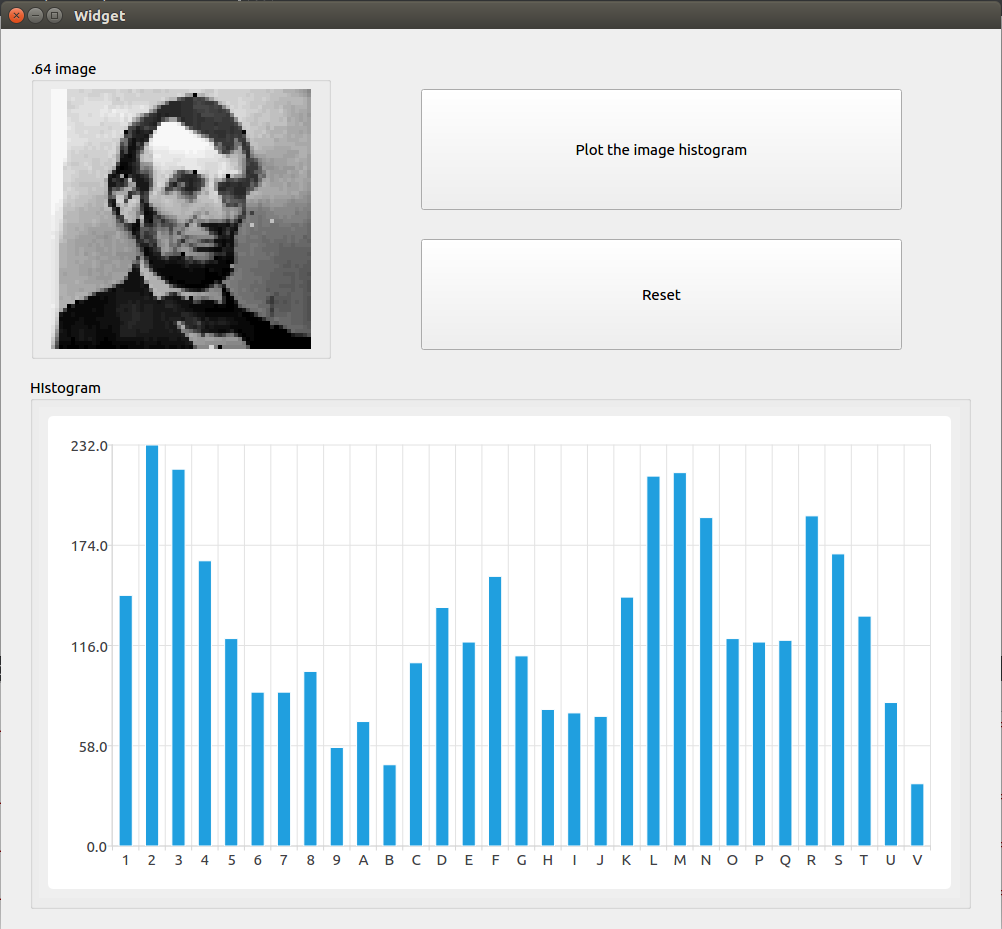 Widget
.64 image
Plot the image histogram
Reset
HIstogram
232.0
174.0
116.0
58.0
0.0
1 2 3 4 5 6 7 8 9 A B C D E F G H I J K L M N O P Q R S T U V